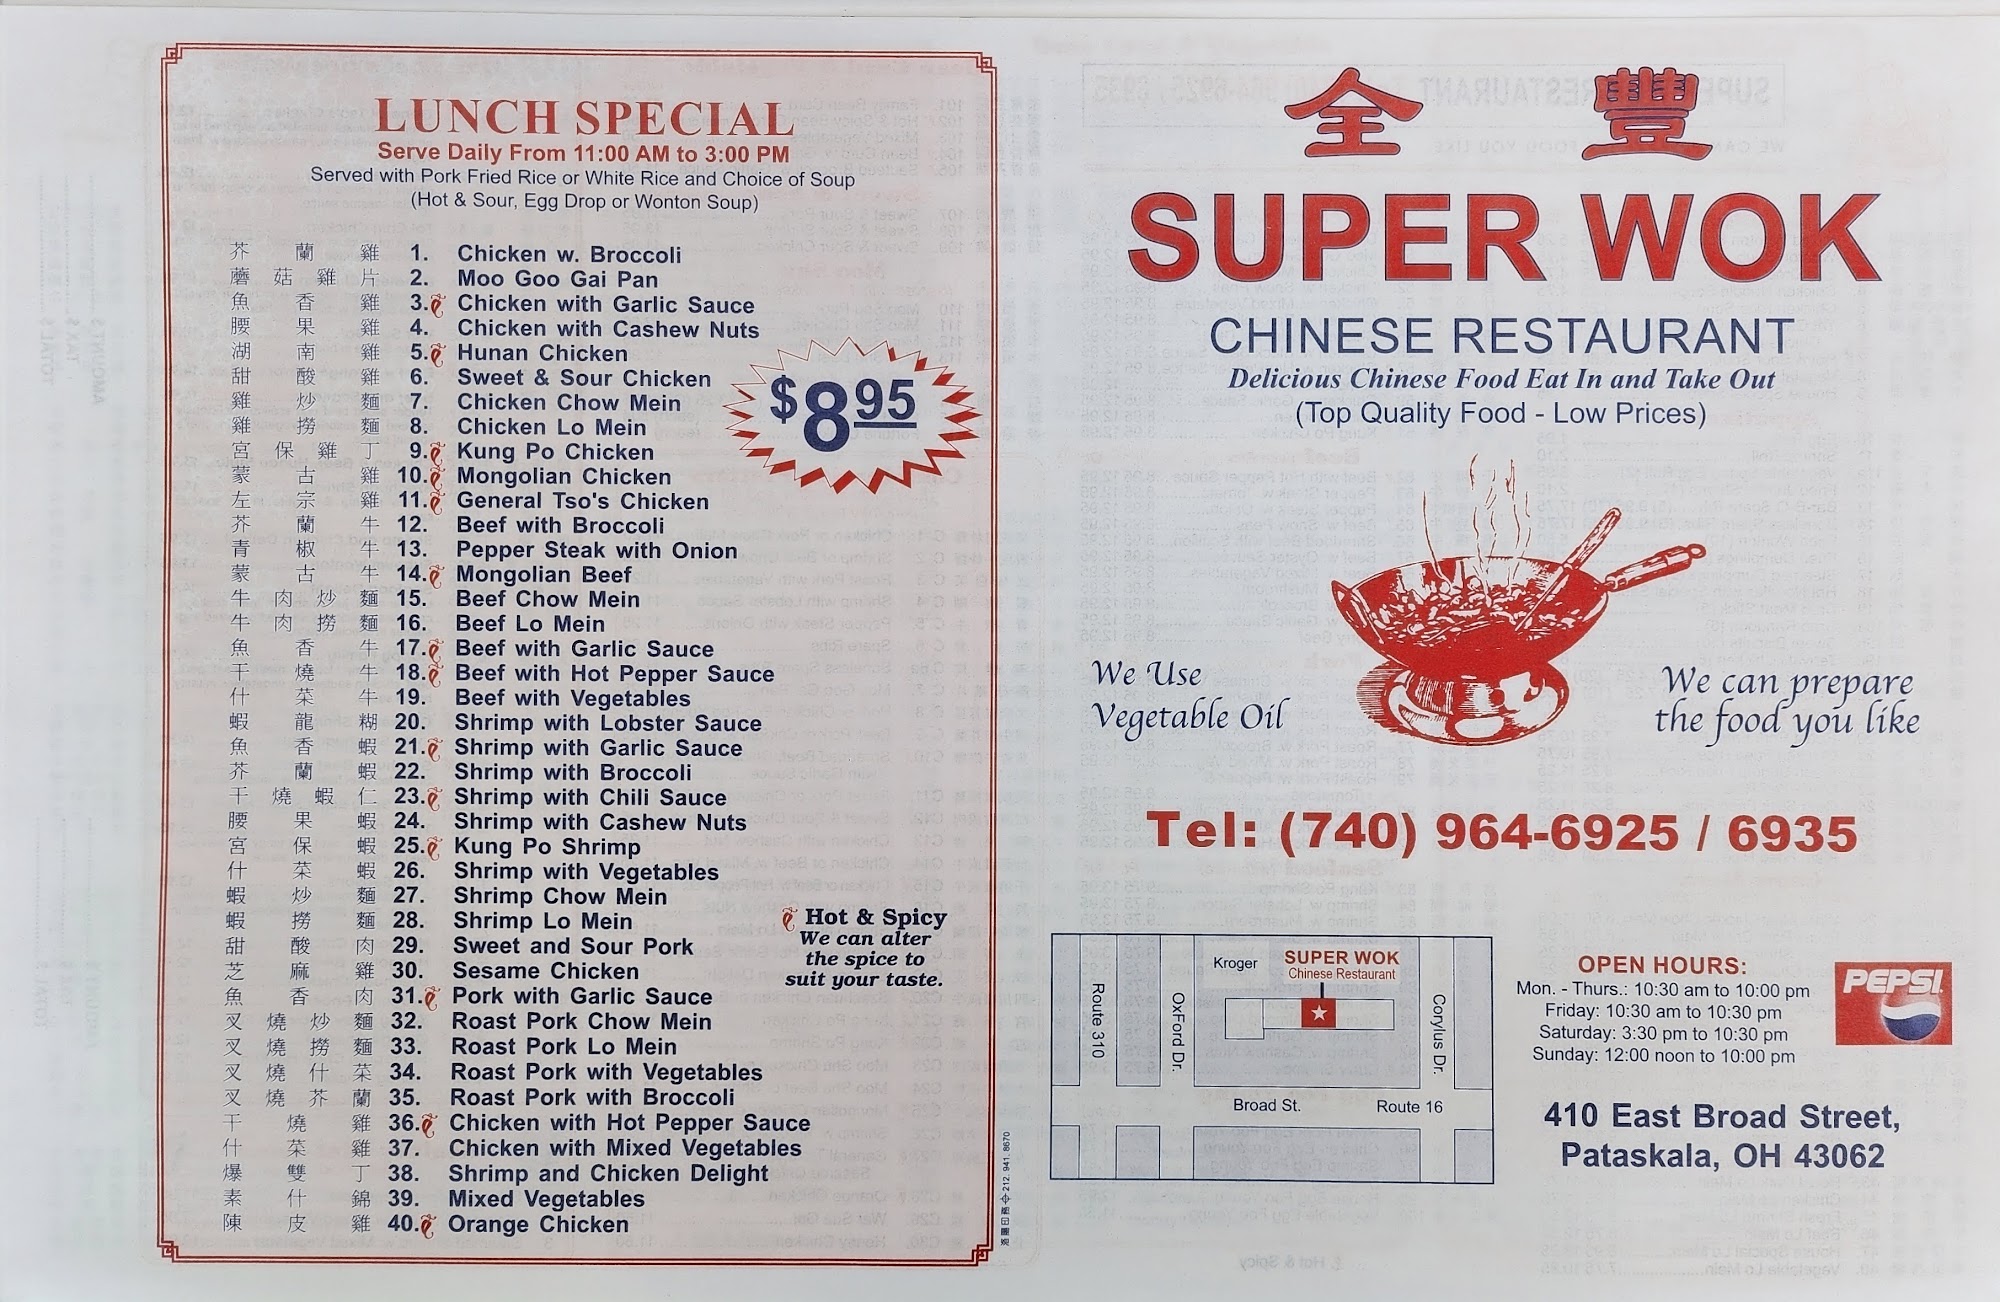 LUNCH SPECIAL
Serve Daily From 11:00 AM to 3:00 PM
Served with Pork Fried Rice or White Rice and Choice of Soup
(Hot & Sour, Egg Drop or Wonton Soup)
芥蘭雞 1. Chicken w. Broccoli
蘑菇雞片 2. Moo Goo Gai Pan
魚香雞 3. Chicken with Garlic Sauce
腰果雞 4. Chicken with Cashew Nuts
湖南雞 5. Hunan Chicken
甜酸雞 6. Sweet & Sour Chicken
雞炒麵 7. Chicken Chow Mein
雞撈麵 8. Chicken Lo Mein
宮保雞丁 9. Kung Po Chicken
蒙古雞 10. Mongolian Chicken
左宗雞 11. General Tso's Chicken
芥蘭牛 12. Beef with Broccoli
青椒牛 13. Pepper Steak with Onion
蒙古牛 14. Mongolian Beef
牛肉炒麵 15. Beef Chow Mein
牛肉撈麵 16. Beef Lo Mein
魚香牛 17. Beef with Garlic Sauce
干燒牛 18. Beef with Hot Pepper Sauce
什菜牛 19. Beef with Vegetables
蝦龍糊 20. Shrimp with Lobster Sauce
魚香蝦 21. Shrimp with Garlic Sauce
芥蘭蝦 22. Shrimp with Broccoli
干燒蝦仁 23. Shrimp with Chili Sauce
腰果蝦 24. Shrimp with Cashew Nuts
宮保蝦 25. Kung Po Shrimp
什菜蝦 26. Shrimp with Vegetables
蝦炒麵 27. Shrimp Chow Mein
蝦撈麵 28. Shrimp Lo Mein
甜酸肉 29. Sweet and Sour Pork
芝麻雞 30. Sesame Chicken
魚香肉 31. Pork with Garlic Sauce
叉燒炒麵 32. Roast Pork Chow Mein
叉燒撈麵 33. Roast Pork Lo Mein
叉燒什菜 34. Roast Pork with Vegetables
叉燒芥蘭 35. Roast Pork with Broccoli
干燒雞 36. Chicken with Hot Pepper Sauce
什菜雞 37. Chicken with Mixed Vegetables
爆雙丁 38. Shrimp and Chicken Delight
素什錦 39. Mixed Vegetables
陳皮雞 40. Orange Chicken
$8.95
Hot & Spicy
We can alter
the spice to
suit your taste.
212.941.8670
全豐
SUPER WOK
CHINESE RESTAURANT
Delicious Chinese Food Eat In and Take Out
(Top Quality Food - Low Prices)
We Use
Vegetable Oil
We can prepare
the food you like
Tel: (740) 964-6925 / 6935
Kroger
SUPER WOK
Chinese Restaurant
Route 310
OxFord Dr.
Corylus Dr.
Broad St.
Route 16
OPEN HOURS:
Mon. - Thurs.: 10:30 am to 10:00 pm
Friday: 10:30 am to 10:30 pm
Saturday: 3:30 pm to 10:30 pm
Sunday: 12:00 noon to 10:00 pm
PEPSI
410 East Broad Street,
Pataskala, OH 43062